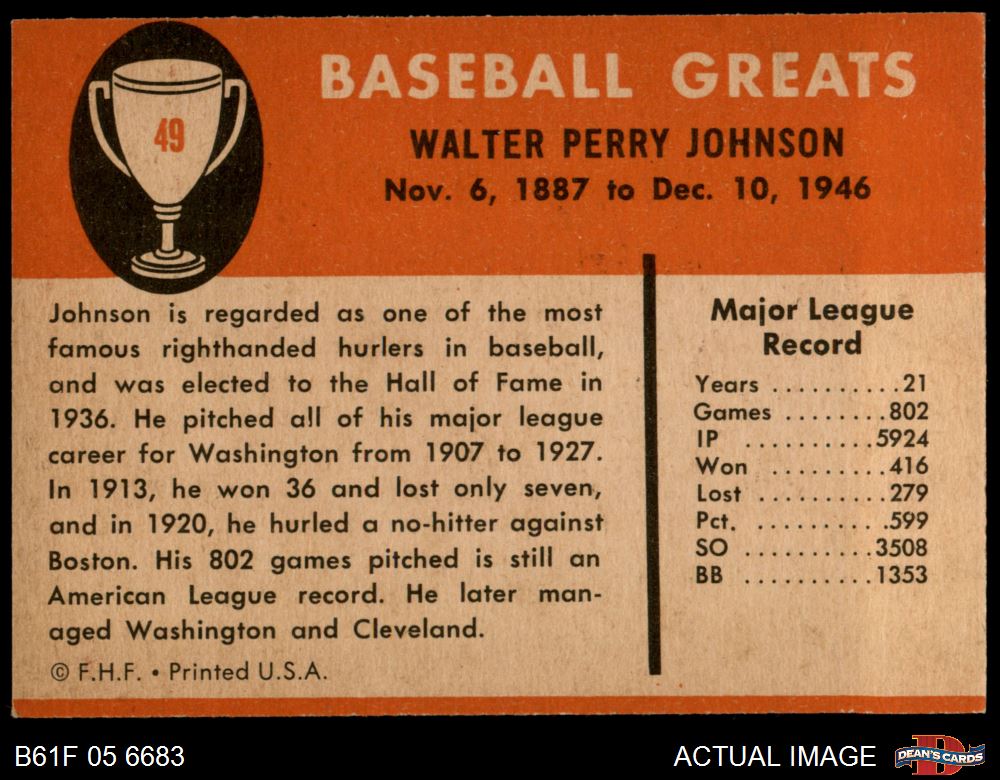 49
BASEBALL GREATS
WALTER PERRY JOHNSON
Nov. 6, 1887 to Dec. 10, 1946
Johnson is regarded as one of the most
famous righthanded hurlers in baseball,
and was elected to the Hall of Fame in
1936. He pitched all of his major league
career for Washington from 1907 to 1927.
In 1913, he won 36 and lost only seven,
and in 1920, he hurled a no-hitter against
Boston. His 802 games pitched is still an
American League record. He later man-
aged Washington and Cleveland.
© F.H.F. • Printed U.S.A.
Major League
Record
Years ..........21
Games ........802
IP ..........5924
Won .........416
Lost .........279
Pct. ..........599
SO ..........3508
BB ..........1353
B61F 05 6683
ACTUAL IMAGE
D
DEAN'S CARDS